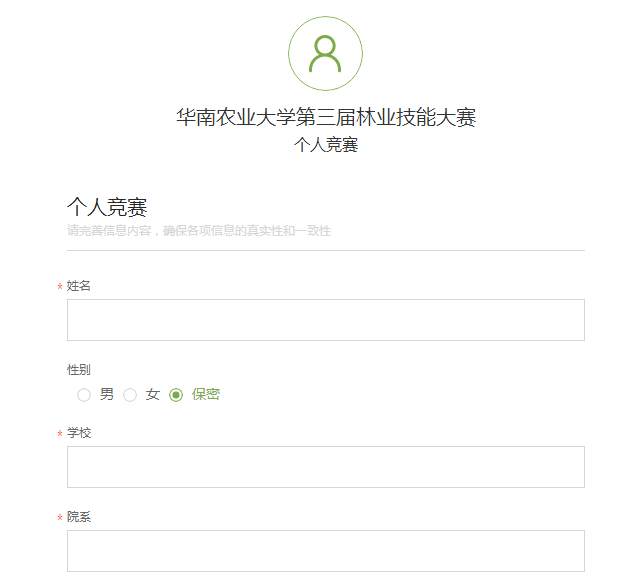 华南农业大学第三届林业技能大赛
个人竞赛
个人竞赛
请完善信息内容，确保各项信息的真实性和一致性
* 姓名
性别
男 女 保密
* 学校
* 院系